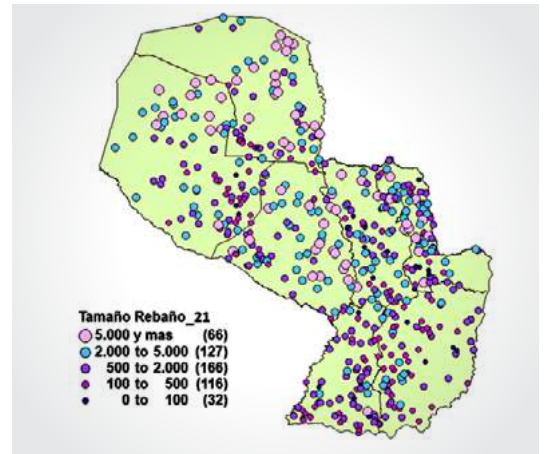 Tamaño Rebaño_21
5.000 y mas (66)
2.000 to 5.000 (127)
500 to 2.000 (166)
100 to 500 (116)
0 to 100 (32)